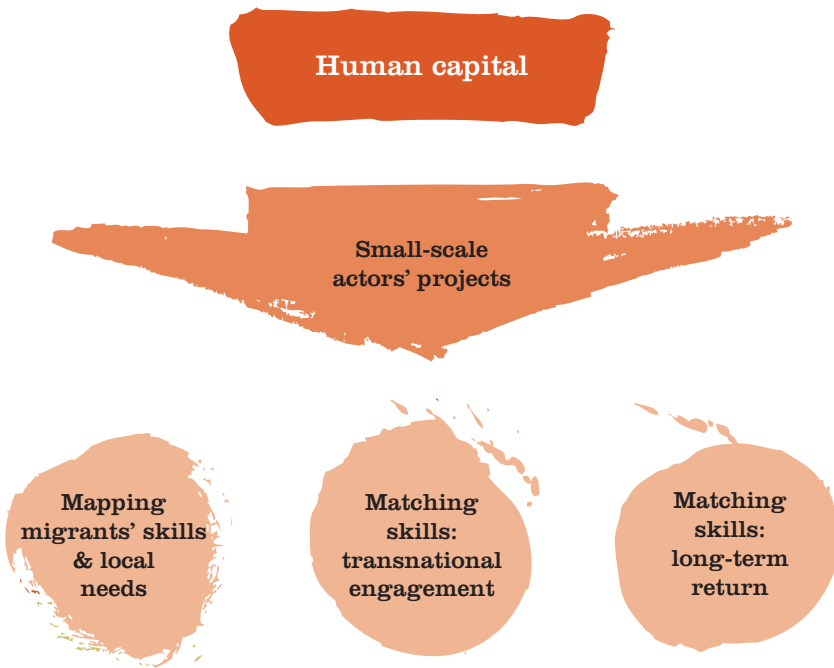 Human capital
Small-scale
actors’ projects
Mapping
migrants’ skills
& local
needs
Matching
skills:
transnational
engagement
Matching
skills:
long-term
return